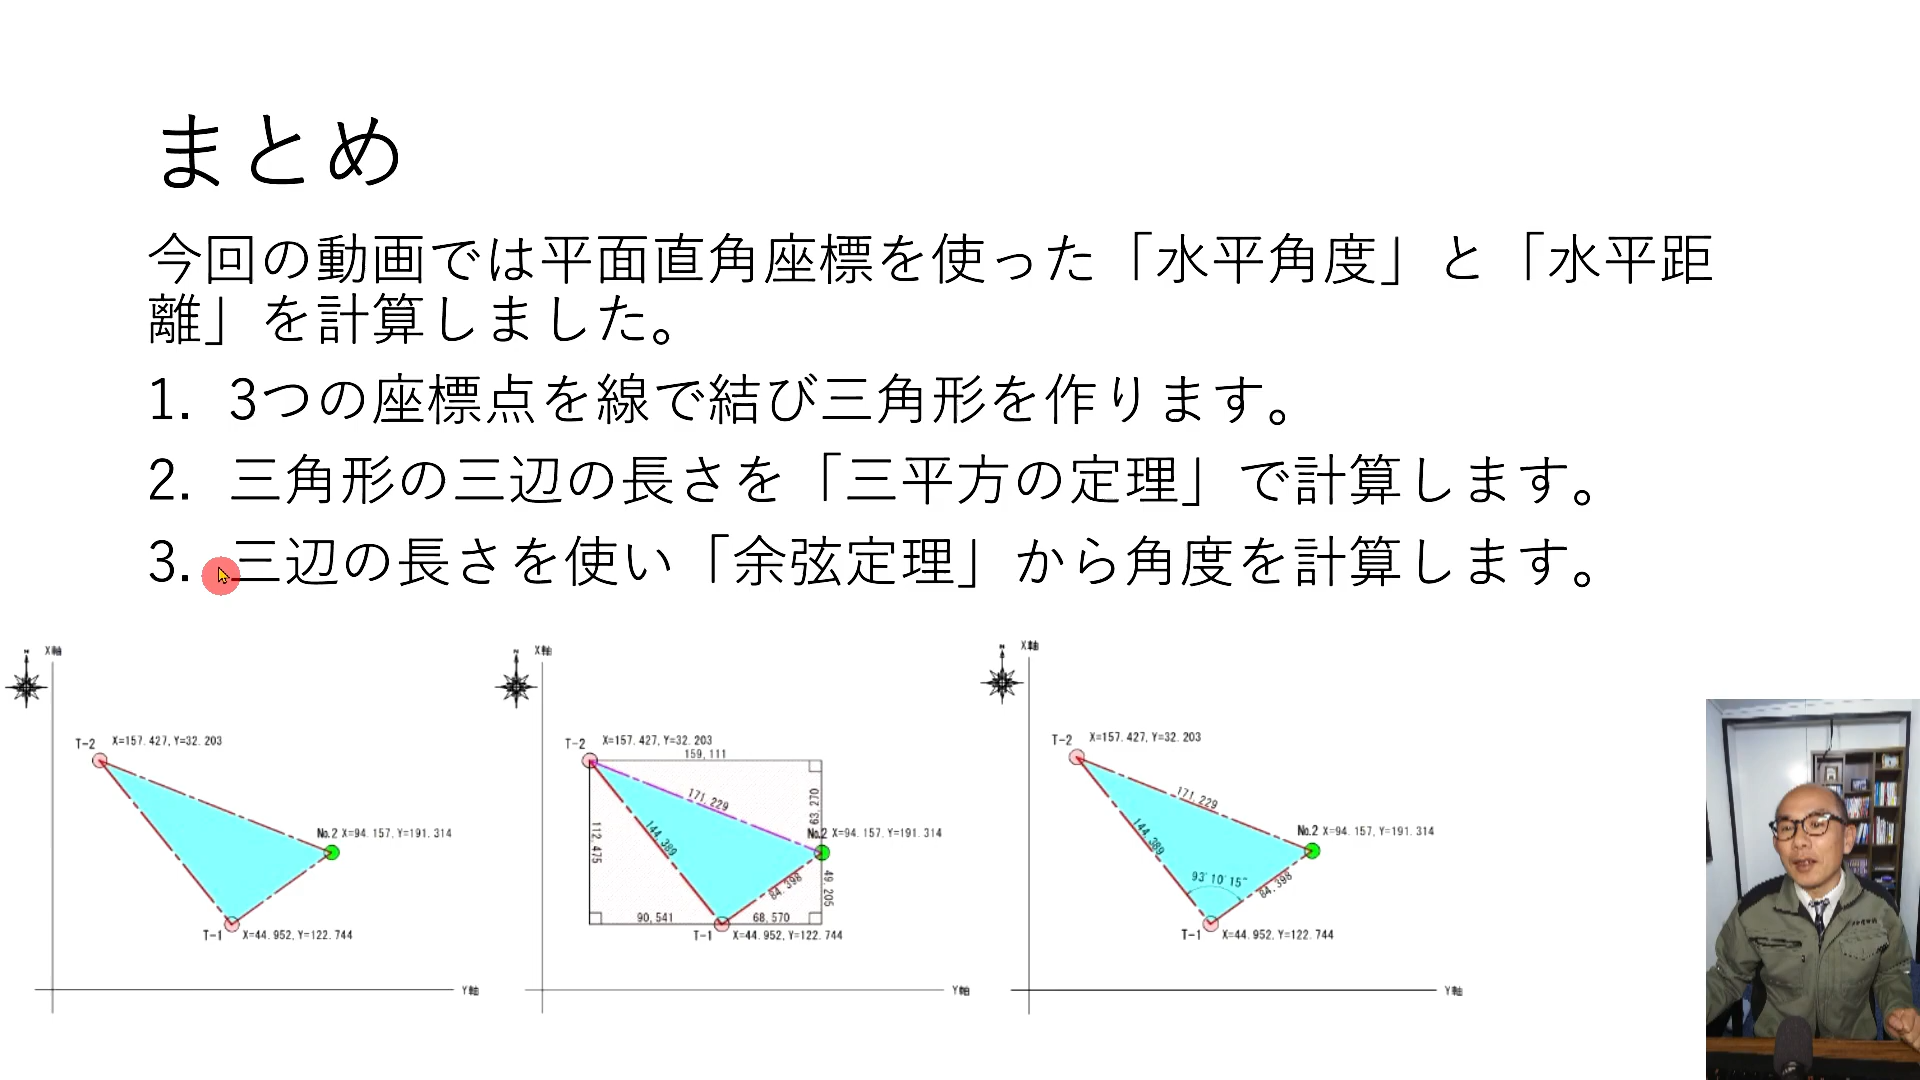 まとめ
今回の動画では平面直角座標を使った「水平角度」と「水平距
離」を計算しました。
1. 3つの座標点を線で結び三角形を作ります。
2. 三角形の三辺の長さを「三平方の定理」で計算します。
3. 三辺の長さを使い「余弦定理」から角度を計算します。
N
X軸
T-2 X=157.427, Y=32.203
No.2 X=94.157, Y=191.314
T-1 X=44.952, Y=122.744
Y軸
N
X軸
T-2 X=157.427, Y=32.203
159,111
171,229
63,270
144,389
112,475
No.2 X=94.157, Y=191.314
84,398
49,205
90,541
68,570
T-1 X=44.952, Y=122.744
Y軸
N
X軸
T-2 X=157.427, Y=32.203
171,229
144,389
No.2 X=94.157, Y=191.314
93°10'15"
84,398
T-1 X=44.952, Y=122.744
Y軸